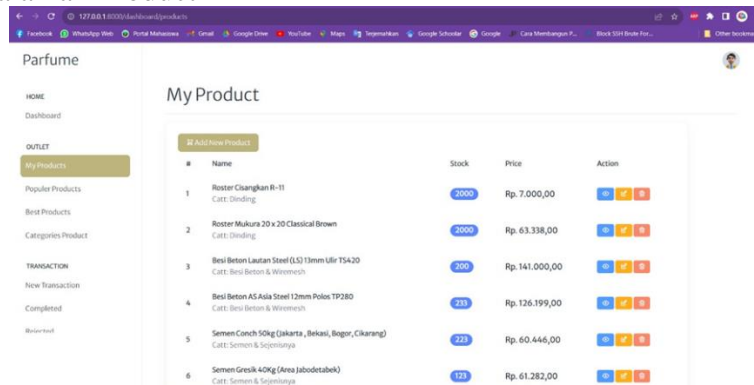 127.0.0.1:8000/dashboard/products
Facebook WhatsApp Web Portal Mahasiswa Gmail Google Drive YouTube Maps Terjemahkan Google Scholar Google Cara Membangun P... Block SSH Brute For... Other bookma
Parfume
HOME
Dashboard
OUTLET
My Products
Populer Products
Best Products
Categories Product
TRANSACTION
New Transaction
Completed
Rejected
My Product
Add New Product
# Name Stock Price Action
1 Roster Cisangkan R-11 2000 Rp. 7.000,00
Catt: Dinding
2 Roster Mukura 20 x 20 Classical Brown 2000 Rp. 63.338,00
Catt: Dinding
3 Besi Beton Lautan Steel (LS) 13mm Ulir TS420 200 Rp. 141.000,00
Catt: Besi Beton & Wiremesh
4 Besi Beton AS Asia Steel 12mm Polos TP280 233 Rp. 126.199,00
Catt: Besi Beton & Wiremesh
5 Semen Conch 50kg (Jakarta , Bekasi, Bogor, Cikarang) 223 Rp. 60.446,00
Catt: Semen & Sejenisnya
6 Semen Gresik 40Kg (Area Jabodetabek) 123 Rp. 61.282,00
Catt: Semen & Sejenisnya